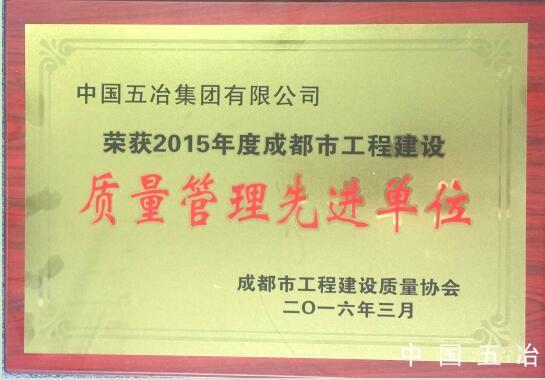 中国五冶集团有限公司
荣获2015年度成都市工程建设
质量管理先进单位
成都市工程建设质量协会
二〇一六年三月
中国五冶